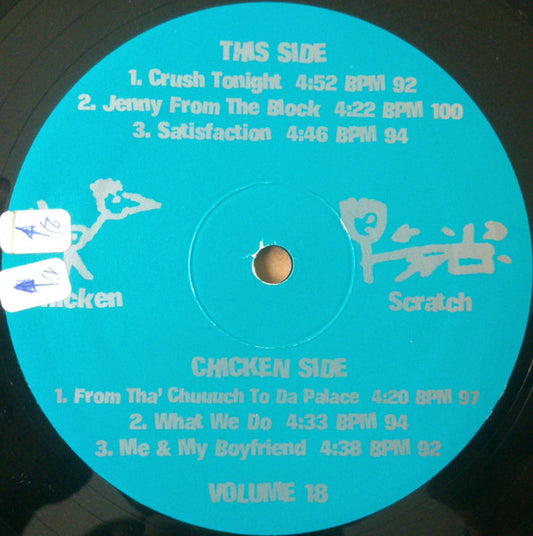 THIS SIDE
1. Crush Tonight 4:52 BPM 92
2. Jenny From The Block 4:22 BPM 100
3. Satisfaction 4:46 BPM 94
Scratch
CHICKEN SIDE
1. From Tha' Chuuuch To Da Palace 4:20 BPM 97
2. What We Do 4:33 BPM 94
3. Me & My Boyfriend 4:38 BPM 92
VOLUME 18